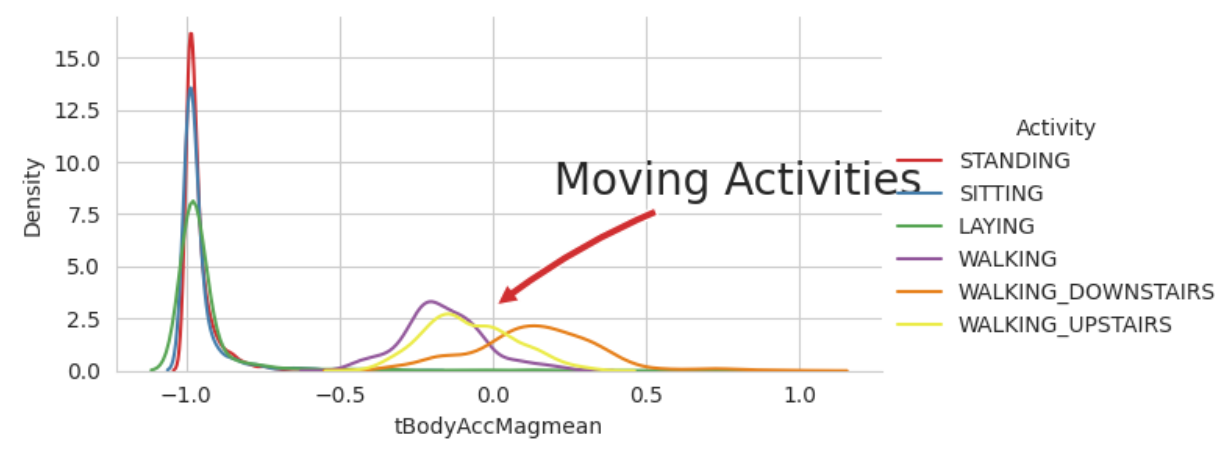 15.0
12.5
10.0
7.5
5.0
2.5
0.0
Density
−1.0
−0.5
0.0
0.5
1.0
tBodyAccMagmean
Moving Activities
Activity
STANDING
SITTING
LAYING
WALKING
WALKING_DOWNSTAIRS
WALKING_UPSTAIRS